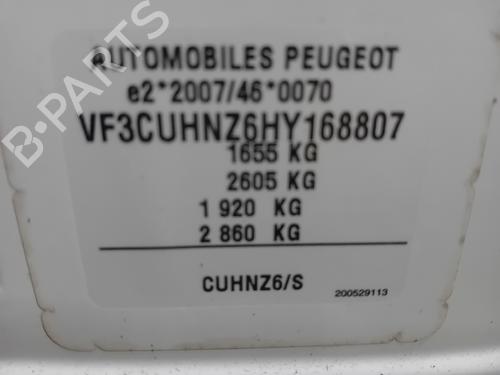 AUTOMOBILES PEUGEOT
e2*2007/46*0070
VF3CUHNZ6HY168807
1655 KG
2605 KG
1 920 KG
2 860 KG
CUHNZ6/S
200529113
B-PARTS